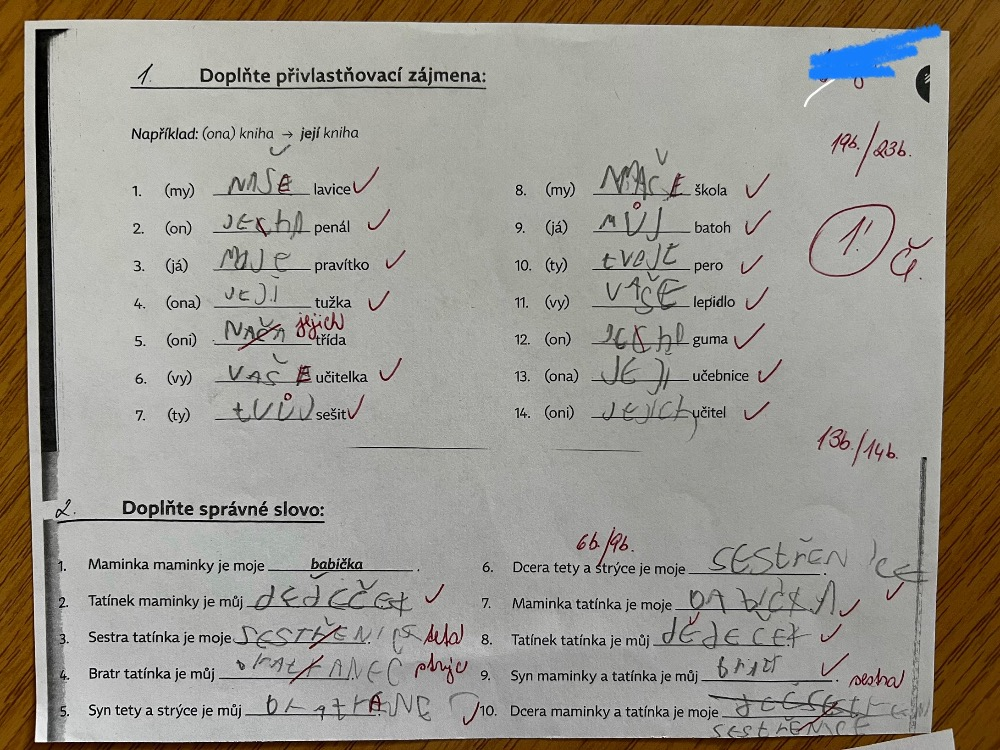 1. Doplňte přivlastňovací zájmena:
Například: (ona) kniha → její kniha
19b./23b.
1. (my) NAŠE lavice
2. (on) JEHO penál
3. (já) MOJE pravítko
4. (ona) JEJÍ tužka
5. (oni) NAČA jejich třída
6. (vy) VAŠE učitelka
7. (ty) tVŮJ sešit
8. (my) NAŠE škola
9. (já) MŮJ batoh
10. (ty) tVOJE pero
11. (vy) VAŠE lepidlo
12. (on) JEHO guma
13. (ona) JEJÍ učebnice
14. (oni) JEJICH učitel
1! Č.
13b./14b.
2. Doplňte správné slovo:
6b./9b.
1. Maminka maminky je moje babička.
2. Tatínek maminky je můj
3. Sestra tatínka je moje SESTŘENICE teta
4. Bratr tatínka je můj bratRANEC strýc
5. Syn tety a strýce je můj
6. Dcera tety a strýce je moje SESTŘENICE.
7. Maminka tatínka je moje
8. Tatínek tatínka je můj dĚDEČEK
9. Syn maminky a tatínka je můj bratr.
10. Dcera maminky a tatínka je moje sestra